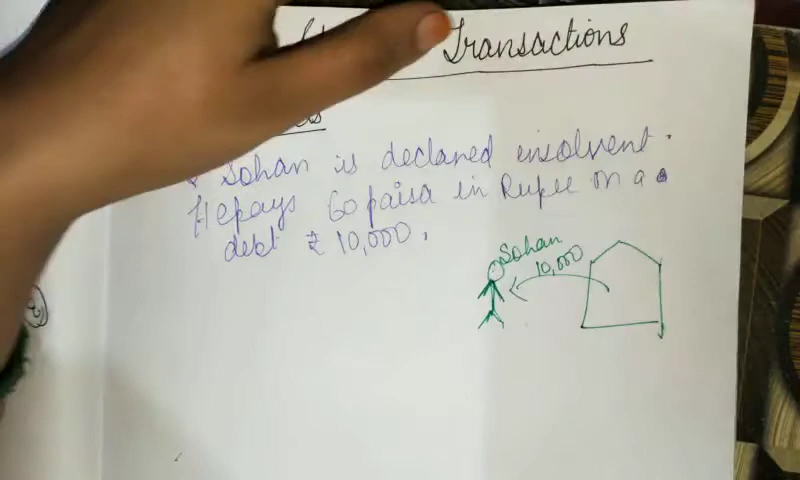 Transactions
Sohan is declared insolvent.
He pays 60 paisa in Rupee on a
debt ₹ 10,000.
Sohan
10,000